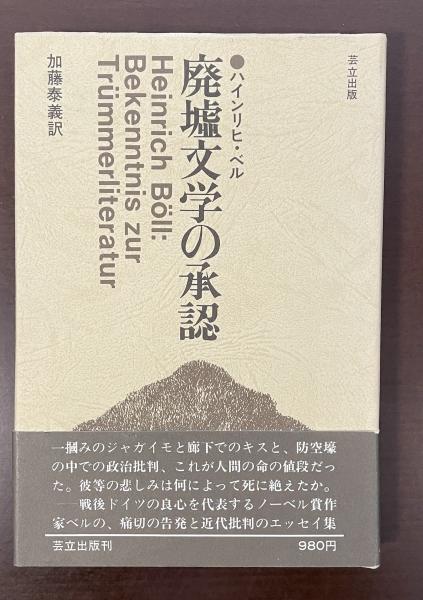 芸立出版
●ハインリヒ・ベル
廃墟文学の承認
Heinrich Böll:
Bekenntnis zur
Trümmerliteratur
加藤泰義訳
一摑みのジャガイモと廊下でのキスと、防空壕
の中での政治批判、これが人間の命の値段だっ
た。彼等の悲しみは何によって死に絶えたか。
――戦後ドイツの良心を代表するノーベル賞作
家ベルの、痛切の告発と近代批判のエッセイ集
芸立出版刊
980円